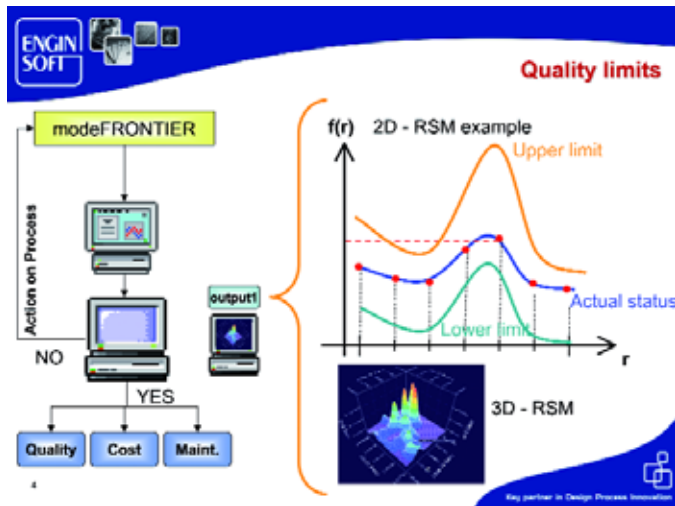 ENGIN
SOFT
Quality limits
modeFRONTIER
f(r) 2D - RSM example
Upper limit
Action on Process
output1
Actual status
Lower limit
NO
r
YES
3D - RSM
Quality Cost Maint.
4
Key partner in Design Process Innovation